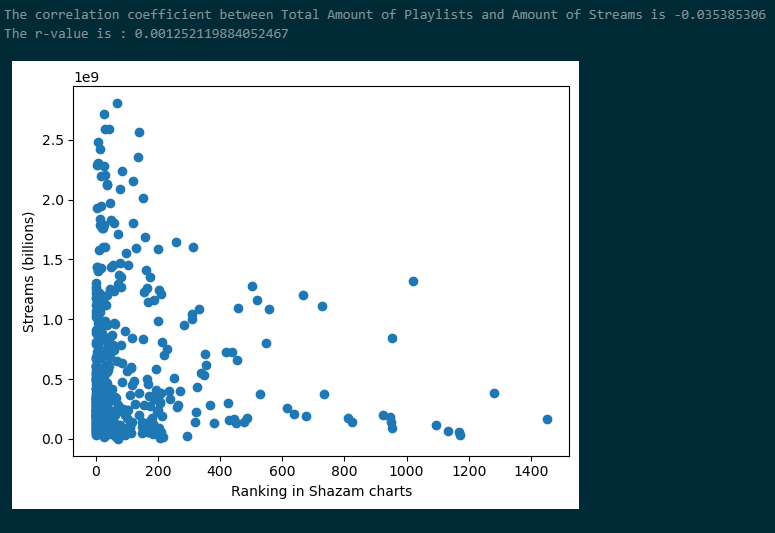 The correlation coefficient between Total Amount of Playlists and Amount of Streams is -0.035385306
The r-value is : 0.001252119884052467
1e9
2.5
2.0
1.5
1.0
0.5
0.0
Streams (billions)
0 200 400 600 800 1000 1200 1400
Ranking in Shazam charts